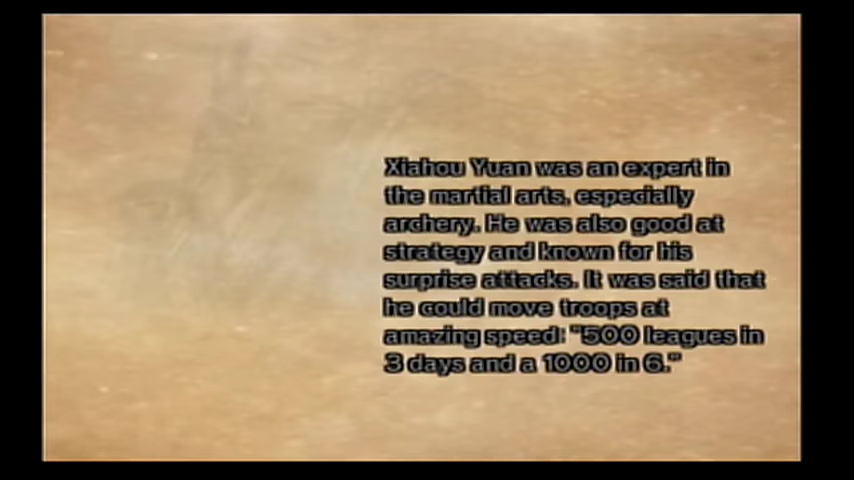 Xiahou Yuan was an expert in
the martial arts, especially
archery. He was also good at
strategy and known for his
surprise attacks. It was said that
he could move troops at
amazing speed: "500 leagues in
3 days and a 1000 in 6."